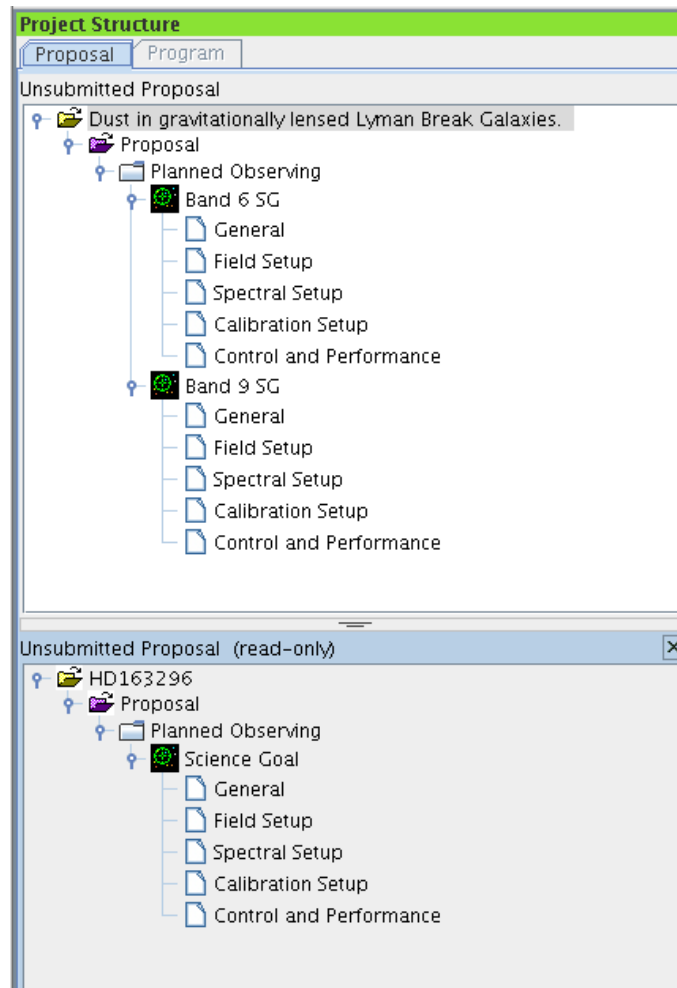 Project Structure
Proposal Program
Unsubmitted Proposal
Dust in gravitationally lensed Lyman Break Galaxies.
Proposal
Planned Observing
Band 6 SG
General
Field Setup
Spectral Setup
Calibration Setup
Control and Performance
Band 9 SG
General
Field Setup
Spectral Setup
Calibration Setup
Control and Performance
Unsubmitted Proposal (read-only)
HD163296
Proposal
Planned Observing
Science Goal
General
Field Setup
Spectral Setup
Calibration Setup
Control and Performance